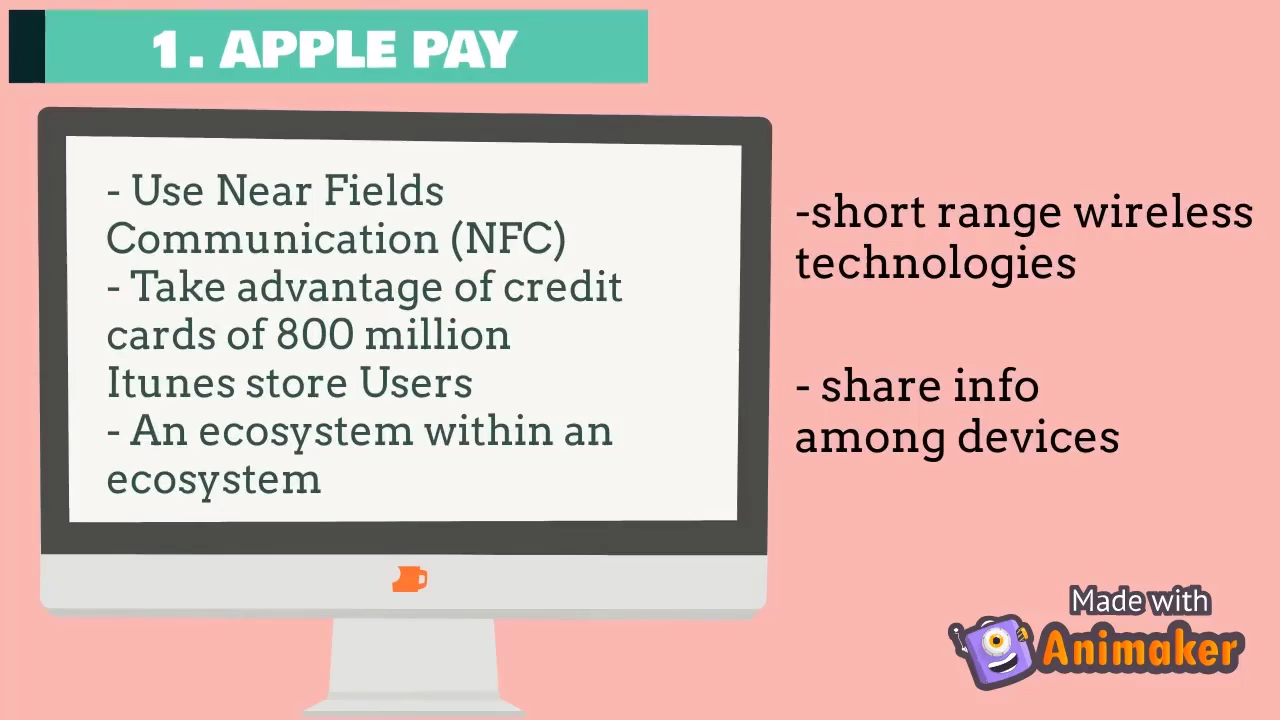 1. APPLE PAY
- Use Near Fields
Communication (NFC)
- Take advantage of credit
cards of 800 million
Itunes store Users
- An ecosystem within an
ecosystem
-short range wireless
technologies
- share info
among devices
Made with
Animaker